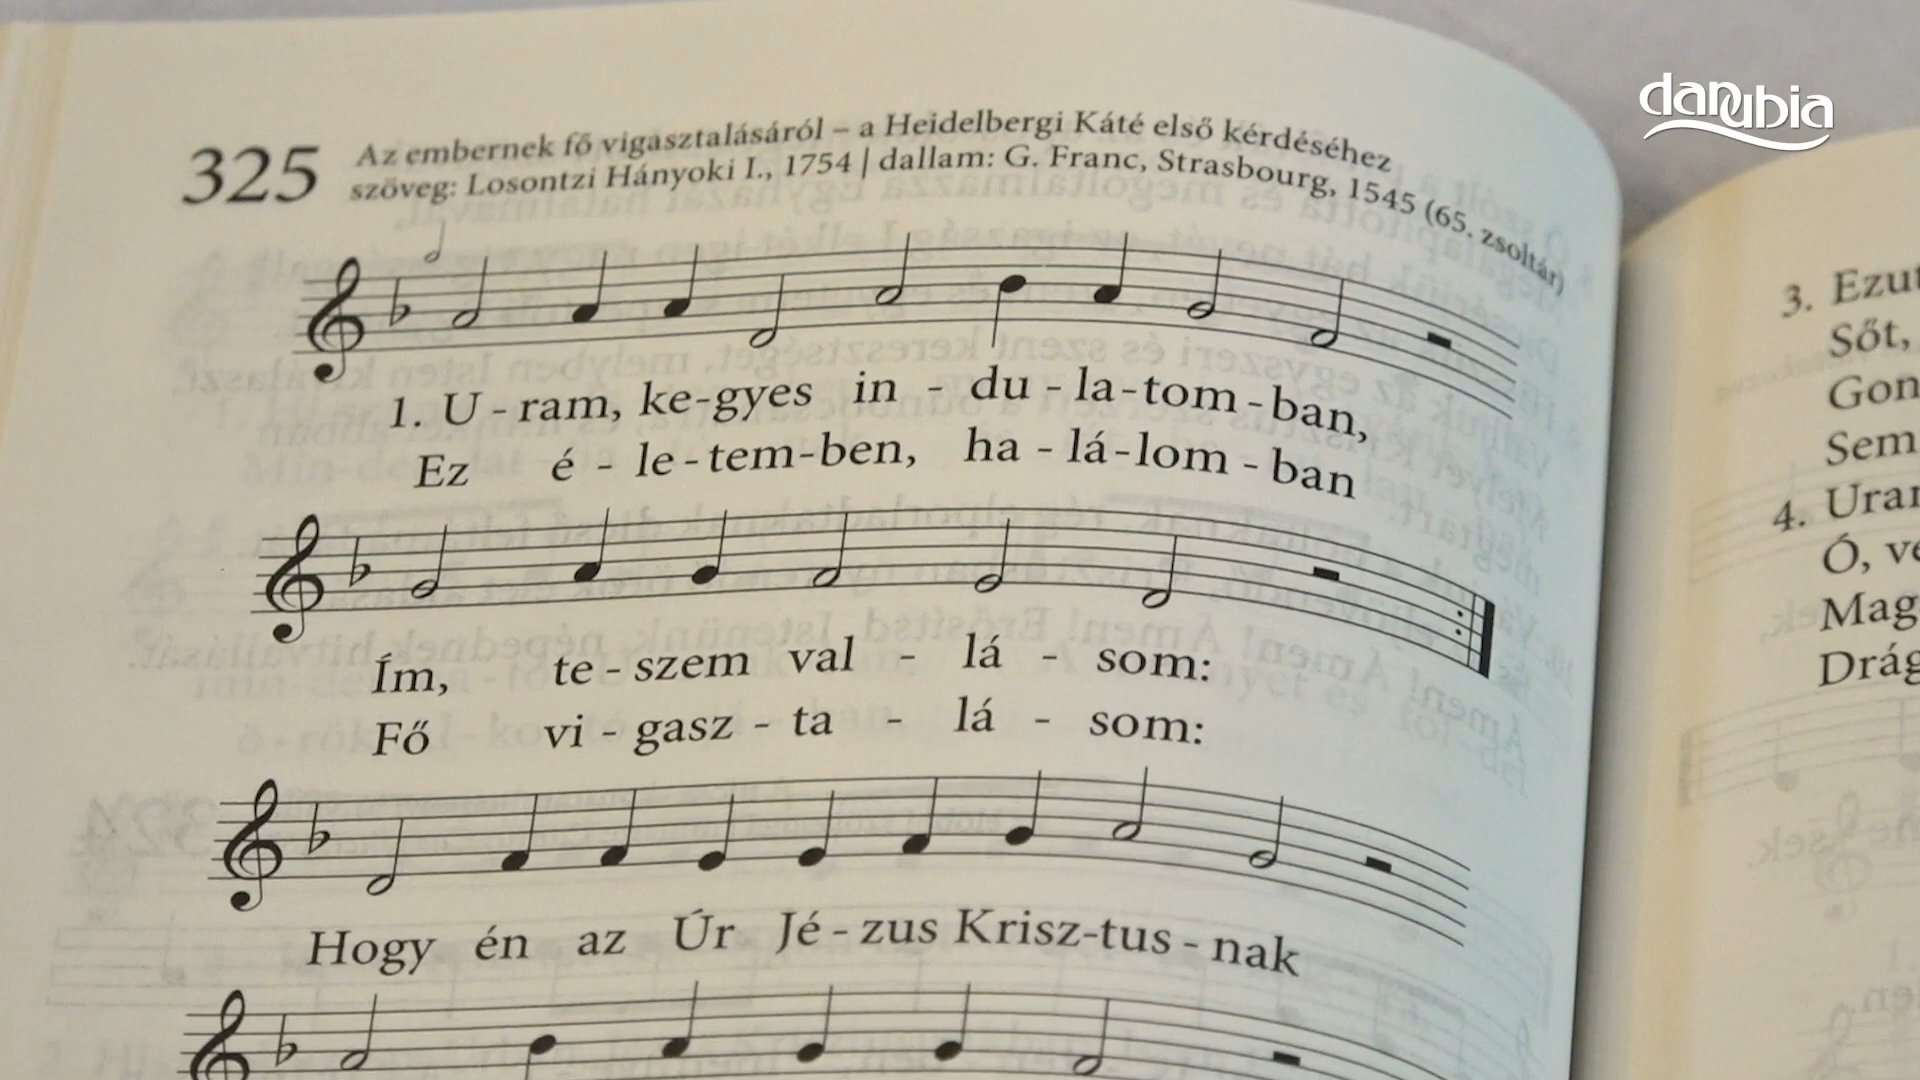 danubia
325
Az embernek fő vigasztalásáról – a Heidelbergi Káté első kérdéséhez
szöveg: Losontzi Hányoki I., 1754 | dallam: G. Franc, Strasbourg, 1545 (65. zsoltár)
1. U - ram, ke - gyes in - du - la - tom - ban,
Ez é - le - tem - ben, ha - lá - lom - ban
Ím, te - szem val - lá - som:
Fő vi - gasz - ta - lá - som:
Hogy én az Úr Jé - zus Krisz - tus - nak
3. Ezut
Sőt,
Gon
Sem
4. Uram
Ó, ve
Mag
Drág